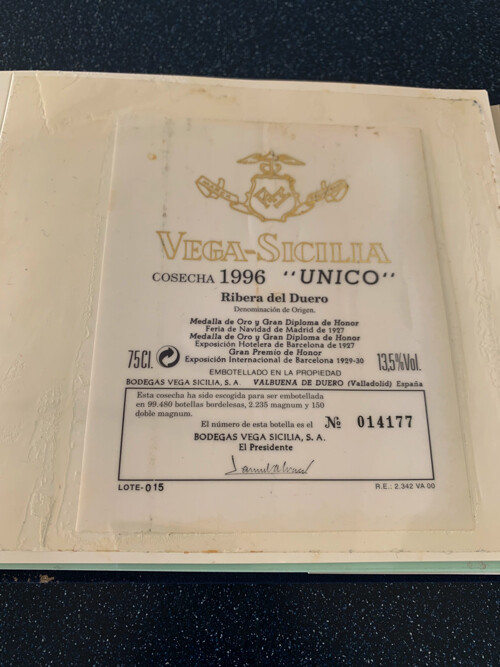 VEGA-SICILIA
COSECHA 1996 "UNICO"
Ribera del Duero
Denominación de Origen.
Medalla de Oro y Gran Diploma de Honor
Feria de Navidad de Madrid de 1927
Medalla de Oro y Gran Diploma de Honor
Exposición Hotelera de Barcelona de 1927
Gran Premio de Honor
75Cl. Exposición Internacional de Barcelona 1929-30 13,5%Vol.
EMBOTELLADO EN LA PROPIEDAD
BODEGAS VEGA SICILIA, S. A. VALBUENA DE DUERO (Valladolid) España
Esta cosecha ha sido escogida para ser embotellada
en 99.480 botellas bordelesas, 2.235 magnum y 150
doble magnum.
El número de esta botella es el Nº 014177
BODEGAS VEGA SICILIA, S. A.
El Presidente
LOTE-015 R.E.: 2.342 VA 00